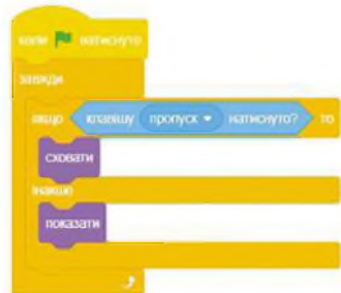 коли натиснуто
завжди
якщо клавішу пропуск натиснуто? то
сховати
інакше
показати